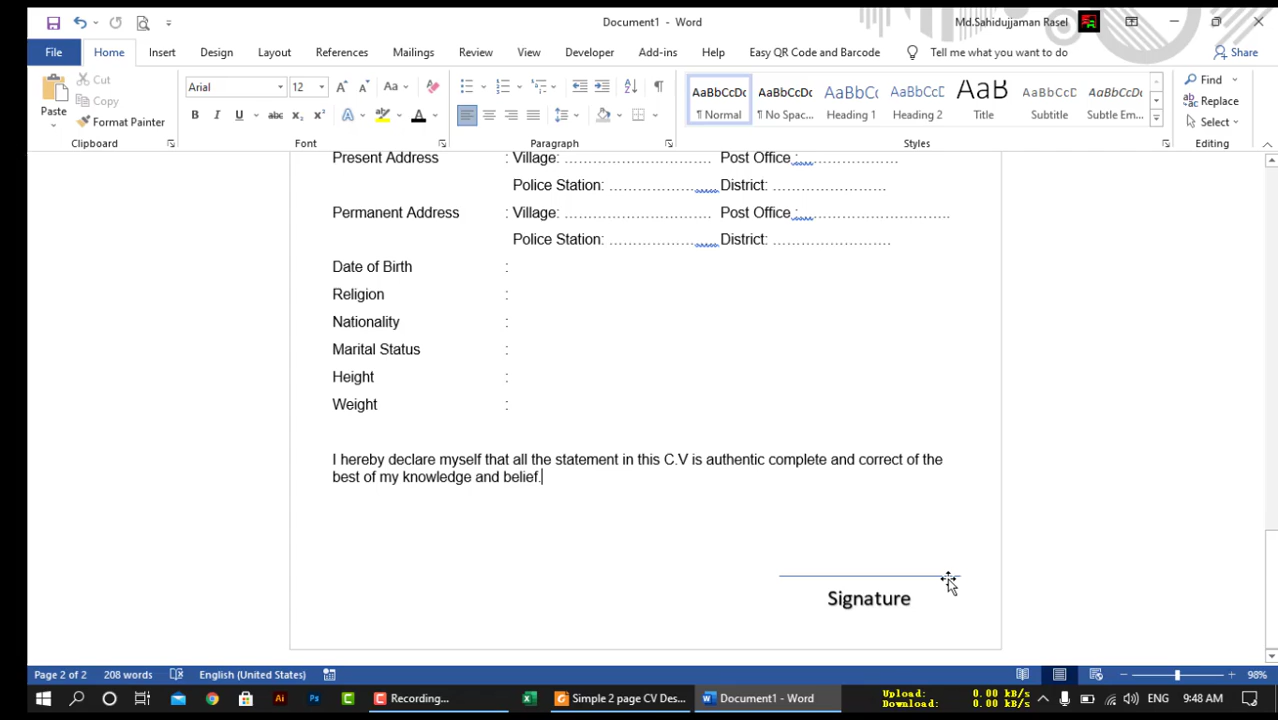 Document1 - Word
Md.Sahidujjaman Rasel
File Home Insert Design Layout References Mailings Review View Developer Add-ins Help Easy QR Code and Barcode Tell me what you want to do Share
Paste
Cut
Copy
Format Painter
Clipboard
Arial 12
Font
Paragraph
AaBbCcDc AaBbCcDc AaBbC AaBbCcD AaB AaBbCcD AaBbCcDc
¶ Normal ¶ No Spac... Heading 1 Heading 2 Title Subtitle Subtle Em...
Styles
Find
Replace
Select
Editing
Present Address : Village: ……………………….. Post Office : ………………
Police Station: ………………… District: ……………………
Permanent Address : Village: ……………………….. Post Office : ………………………..
Police Station: ………………… District: …………………….
Date of Birth :
Religion :
Nationality :
Marital Status :
Height :
Weight :
I hereby declare myself that all the statement in this C.V is authentic complete and correct of the
best of my knowledge and belief.
Signature
Page 2 of 2 208 words English (United States) 98%
Recording...
Simple 2 page CV Des...
Document1 - Word
Upload: 0.00 kB/s
Download: 0.00 kB/s
ENG 9:48 AM